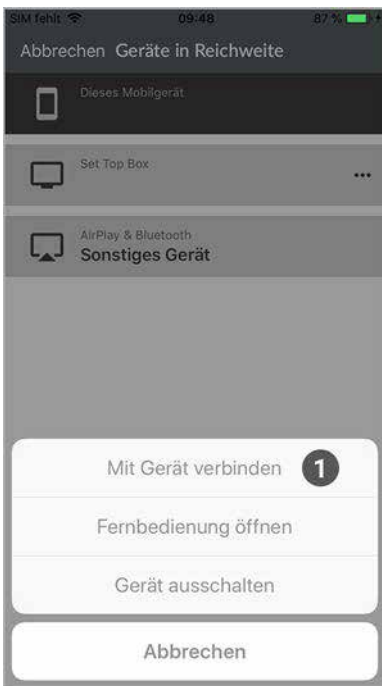 SIM fehlt 09:48 87 %
Abbrechen Geräte in Reichweite
Dieses Mobilgerät
Set Top Box
AirPlay & Bluetooth
Sonstiges Gerät
Mit Gerät verbinden 1
Fernbedienung öffnen
Gerät ausschalten
Abbrechen